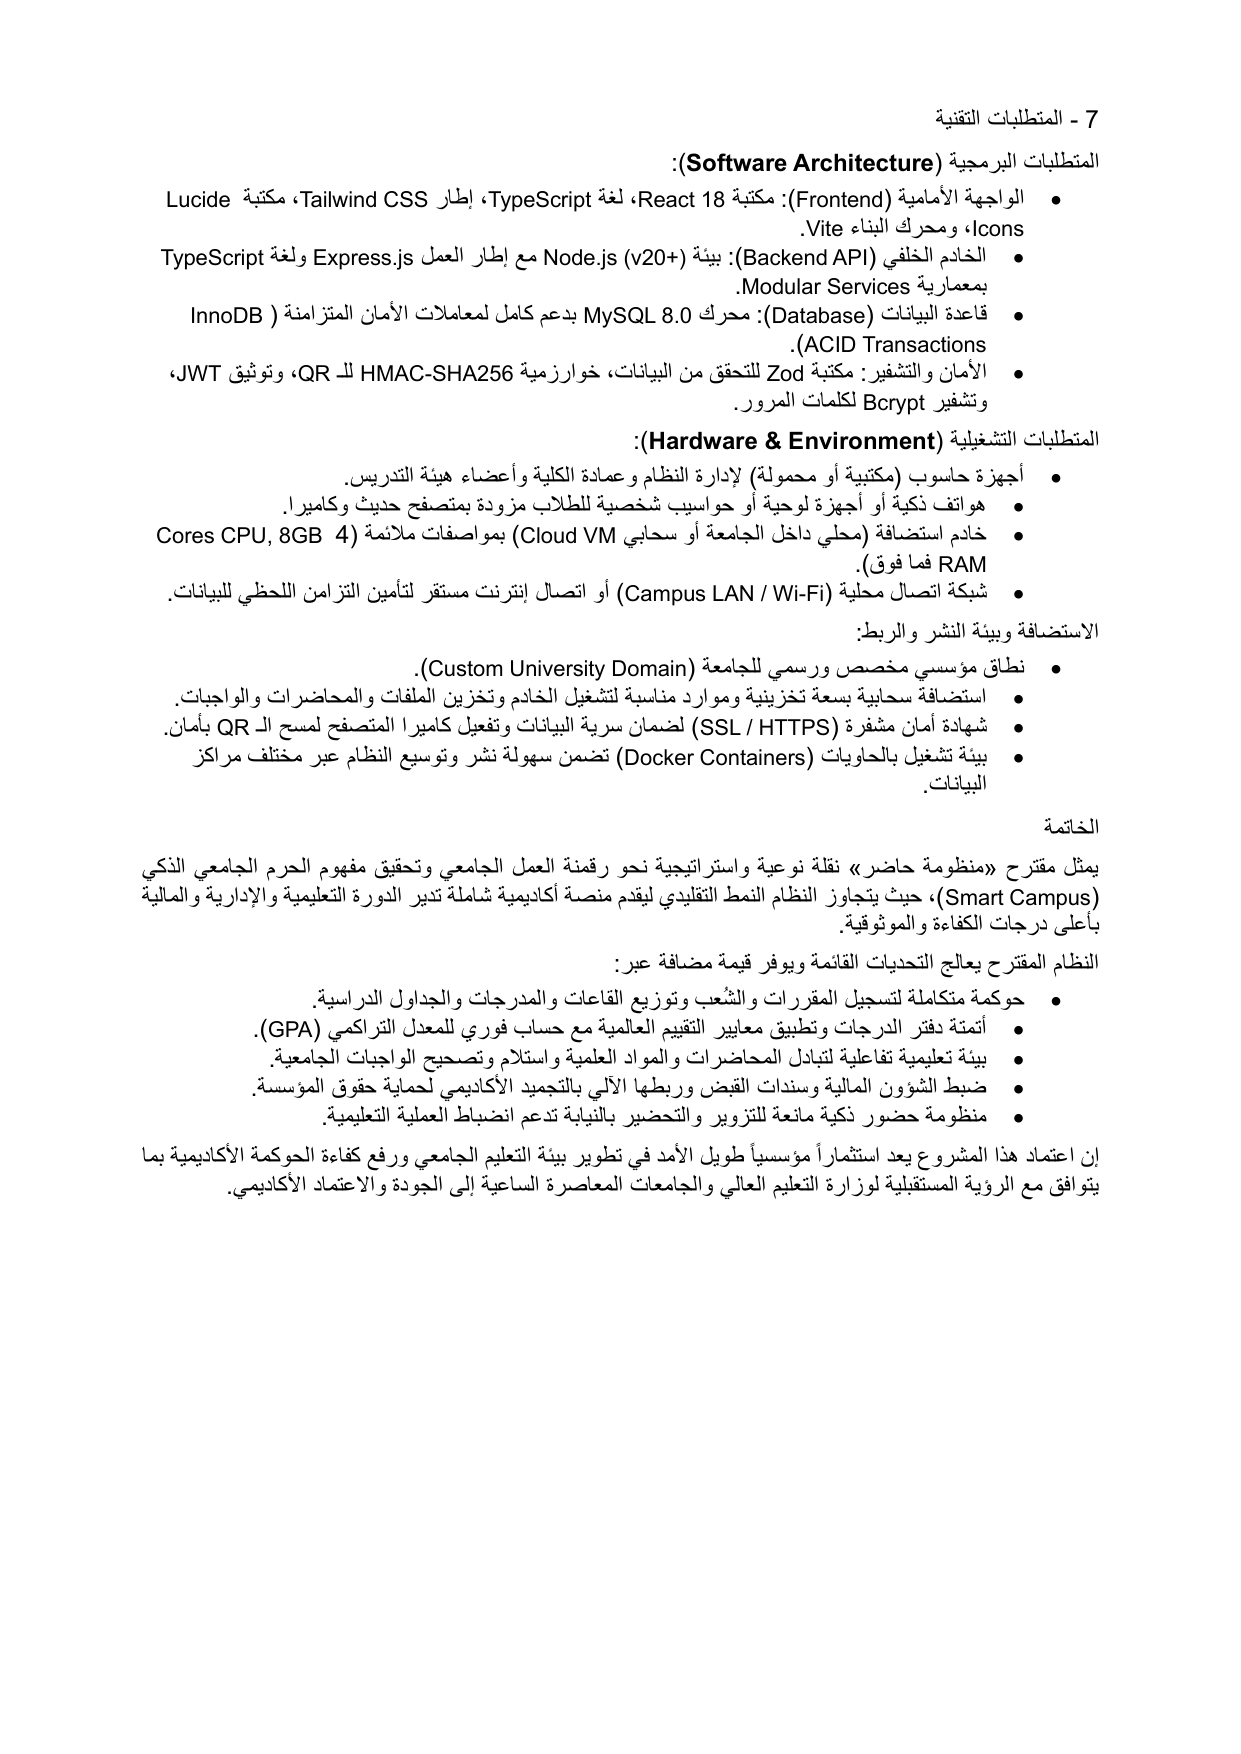 7 - المتطلبات التقنية
المتطلبات البرمجية (Software Architecture):
• الواجهة الأمامية (Frontend): مكتبة React 18، لغة TypeScript، إطار Tailwind CSS، مكتبة Lucide
Icons، ومحرك البناء Vite.
• الخادم الخلفي (Backend API): بيئة Node.js (v20+) مع إطار العمل Express.js ولغة TypeScript
بمعمارية Modular Services.
• قاعدة البيانات (Database): محرك MySQL 8.0 بدعم كامل لمعاملات الأمان المتزامنة (InnoDB
ACID Transactions).
• الأمان والتشفير: مكتبة Zod للتحقق من البيانات، خوارزمية HMAC-SHA256 للـ QR، وتوثيق JWT،
وتشفير Bcrypt لكلمات المرور.
المتطلبات التشغيلية (Hardware & Environment):
• أجهزة حاسوب (مكتبية أو محمولة) لإدارة النظام وعمادة الكلية وأعضاء هيئة التدريس.
• هواتف ذكية أو أجهزة لوحية أو حواسيب شخصية للطلاب مزودة بمتصفح حديث وكاميرا.
• خادم استضافة (محلي داخل الجامعة أو سحابي Cloud VM) بمواصفات ملائمة (4 Cores CPU, 8GB
RAM فما فوق).
• شبكة اتصال محلية (Campus LAN / Wi-Fi) أو اتصال إنترنت مستقر لتأمين التزامن اللحظي للبيانات.
الاستضافة وبيئة النشر والربط:
• نطاق مؤسسي مخصص ورسمي للجامعة (Custom University Domain).
• استضافة سحابية بسعة تخزينية وموارد مناسبة لتشغيل الخادم وتخزين الملفات والمحاضرات والواجبات.
• شهادة أمان مشفرة (SSL / HTTPS) لضمان سرية البيانات وتفعيل كاميرا المتصفح لمسح الـ QR بأمان.
• بيئة تشغيل بالحاويات (Docker Containers) تضمن سهولة نشر وتوسيع النظام عبر مختلف مراكز
البيانات.
الخاتمة
يمثل مقترح «منظومة حاضر» نقلة نوعية واستراتيجية نحو رقمنة العمل الجامعي وتحقيق مفهوم الحرم الجامعي الذكي
(Smart Campus)، حيث يتجاوز النظام النمط التقليدي ليقدم منصة أكاديمية شاملة تدير الدورة التعليمية والإدارية والمالية
بأعلى درجات الكفاءة والموثوقية.
النظام المقترح يعالج التحديات القائمة ويوفر قيمة مضافة عبر:
• حوكمة متكاملة لتسجيل المقررات والشُعب وتوزيع القاعات والمدرجات والجداول الدراسية.
• أتمتة دفتر الدرجات وتطبيق معايير التقييم العالمية مع حساب فوري للمعدل التراكمي (GPA).
• بيئة تعليمية تفاعلية لتبادل المحاضرات والمواد العلمية واستلام وتصحيح الواجبات الجامعية.
• ضبط الشؤون المالية وسندات القبض وربطها الآلي بالتجميد الأكاديمي لحماية حقوق المؤسسة.
• منظومة حضور ذكية مانعة للتزوير والتحضير بالنيابة تدعم انضباط العملية التعليمية.
إن اعتماد هذا المشروع يعد استثماراً مؤسسياً طويل الأمد في تطوير بيئة التعليم الجامعي ورفع كفاءة الحوكمة الأكاديمية بما
يتوافق مع الرؤية المستقبلية لوزارة التعليم العالي والجامعات المعاصرة الساعية إلى الجودة والاعتماد الأكاديمي.